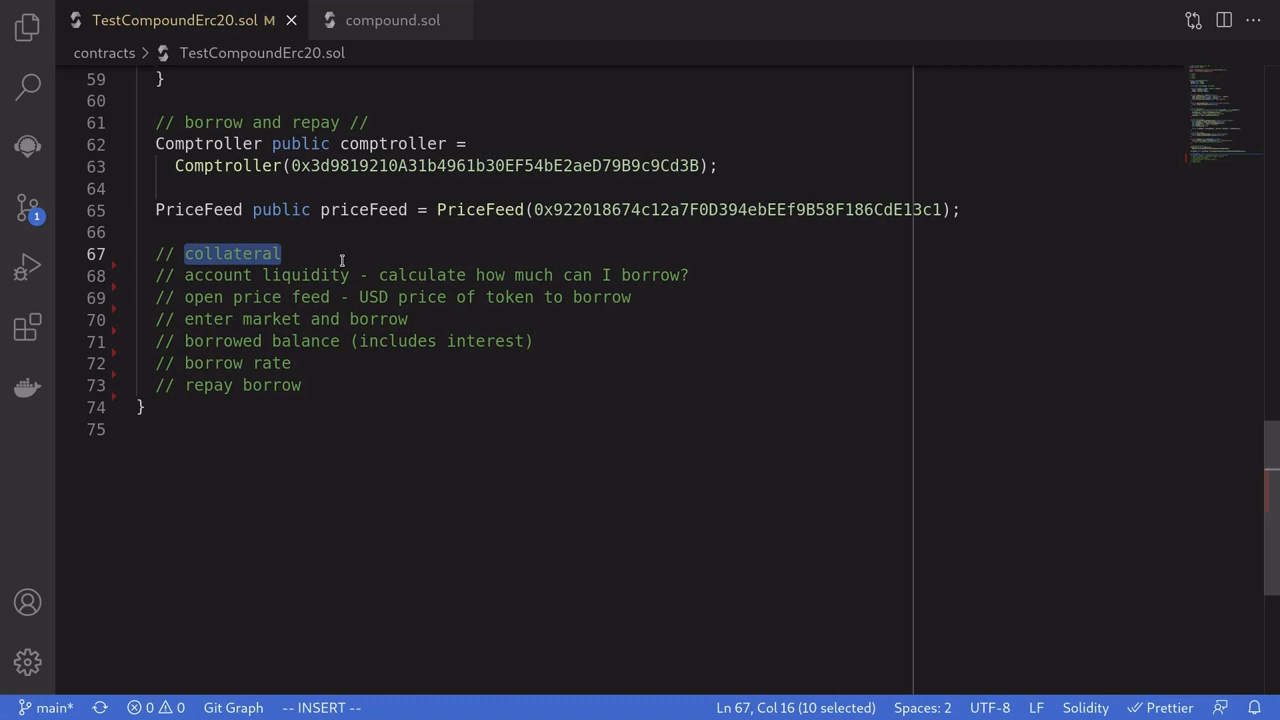 TestCompoundErc20.sol M
compound.sol
contracts > TestCompoundErc20.sol
59 }
60
61 // borrow and repay //
62 Comptroller public comptroller =
63 Comptroller(0x3d9819210A31b4961b30EF54bE2aeD79B9c9Cd3B);
64
65 PriceFeed public priceFeed = PriceFeed(0x922018674c12a7F0D394ebEEf9B58F186CdE13c1);
66
67 // collateral
68 // account liquidity - calculate how much can I borrow?
69 // open price feed - USD price of token to borrow
70 // enter market and borrow
71 // borrowed balance (includes interest)
72 // borrow rate
73 // repay borrow
74 }
75
1
main* 0 0 Git Graph -- INSERT -- Ln 67, Col 16 (10 selected) Spaces: 2 UTF-8 LF Solidity Prettier